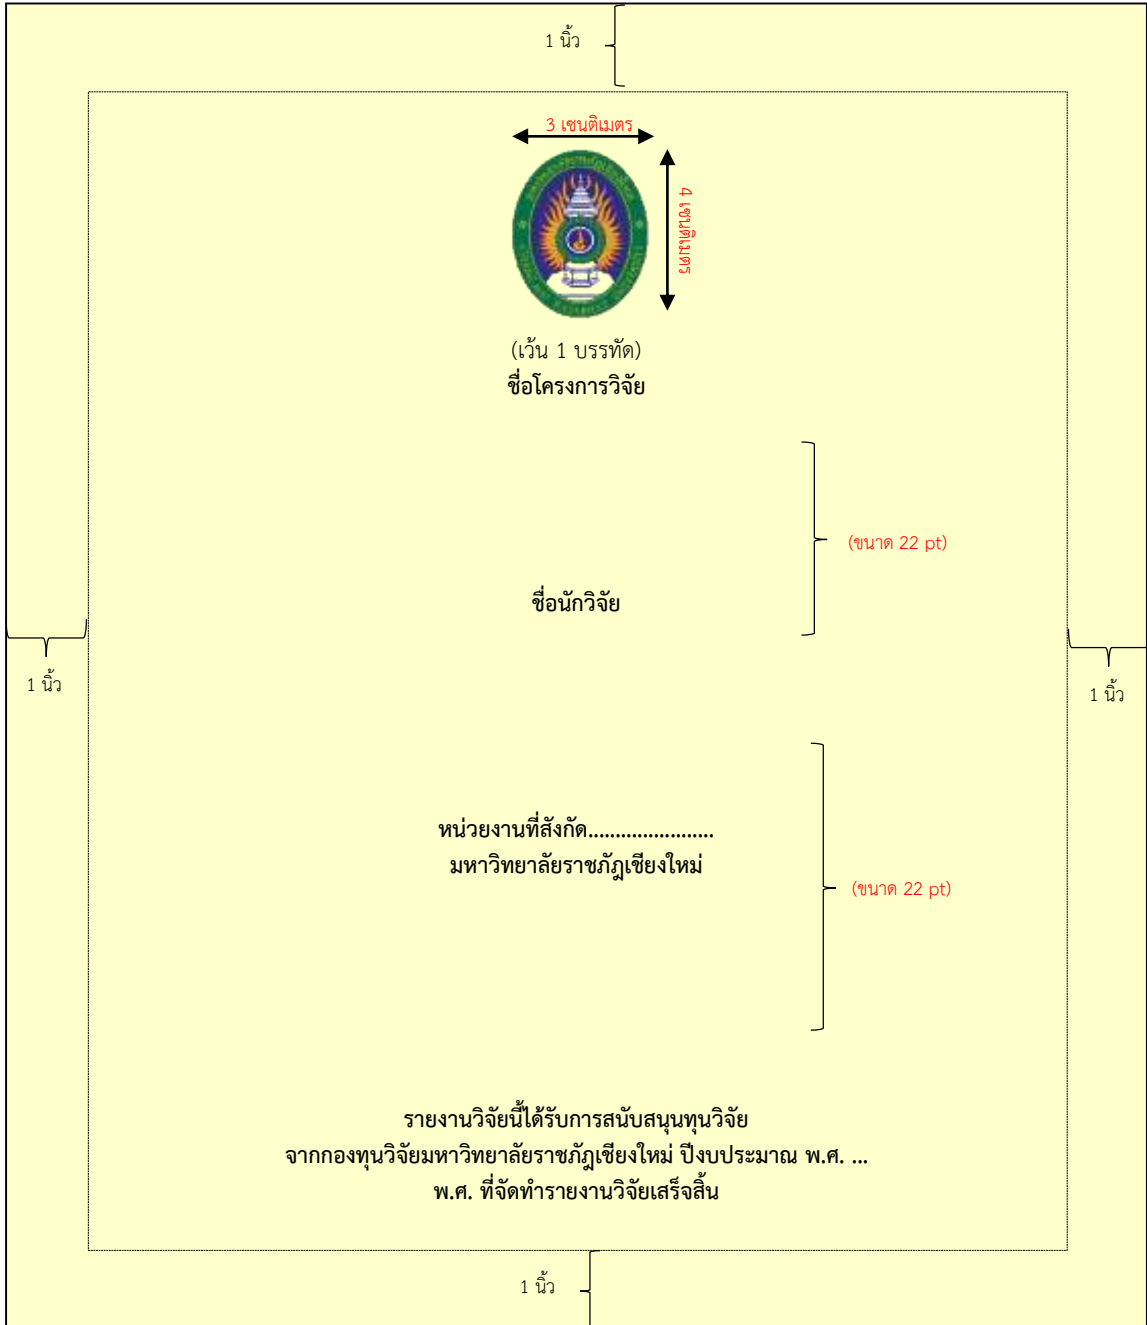 1 นิ้ว
3 เซนติเมตร
4 เซนติเมตร
(เว้น 1 บรรทัด)
ชื่อโครงการวิจัย
(ขนาด 22 pt)
ชื่อนักวิจัย
1 นิ้ว
1 นิ้ว
หน่วยงานที่สังกัด.......................
มหาวิทยาลัยราชภัฏเชียงใหม่
(ขนาด 22 pt)
รายงานวิจัยนี้ได้รับการสนับสนุนทุนวิจัย
จากกองทุนวิจัยมหาวิทยาลัยราชภัฏเชียงใหม่ ปีงบประมาณ พ.ศ. ...
พ.ศ. ที่จัดทำรายงานวิจัยเสร็จสิ้น
1 นิ้ว